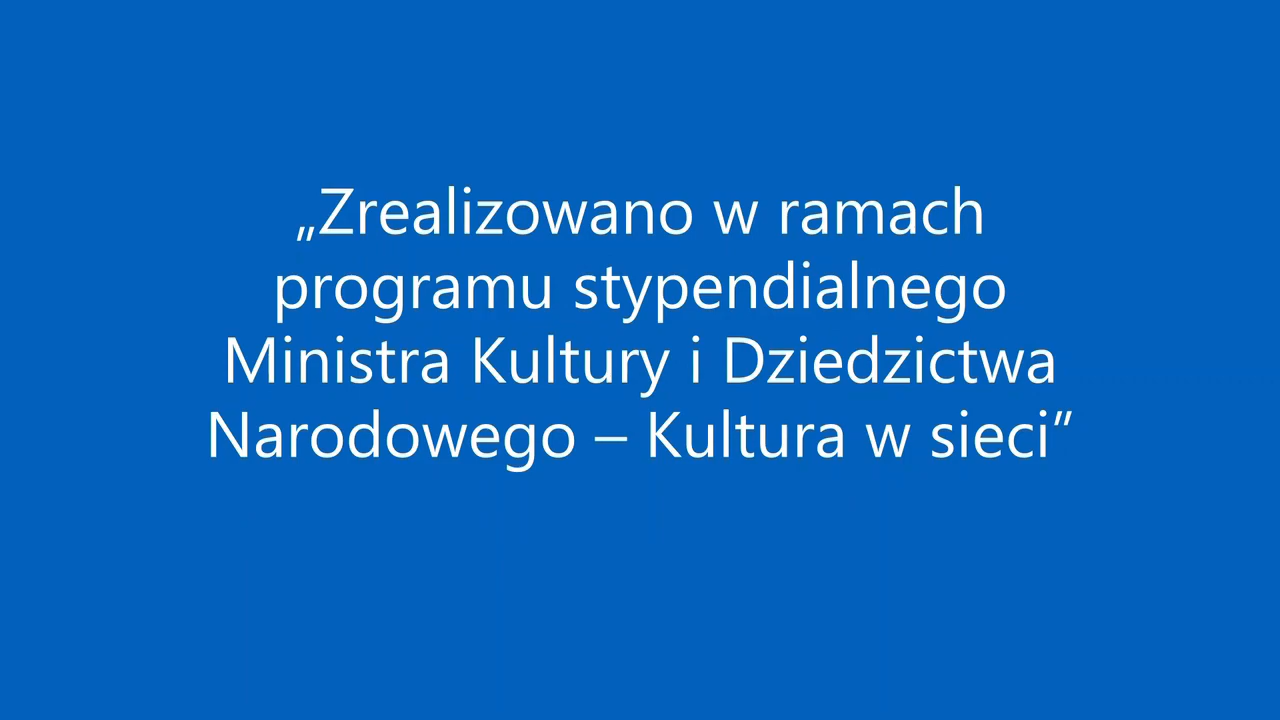 „Zrealizowano w ramach
programu stypendialnego
Ministra Kultury i Dziedzictwa
Narodowego – Kultura w sieci”